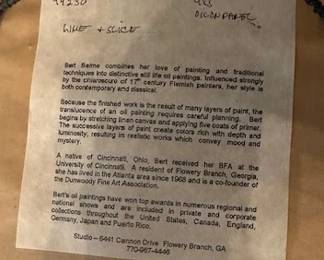 WINE + SLICE
Bert Beirne combines her love of painting and traditional
techniques into distinctive still life oil paintings. Influenced strongly
by the chiaroscuro of 17th century Flemish painters, her style is
both contemporary and classical.
Because the finished work is the result of many layers of paint, the
translucence of an oil painting requires careful planning. Bert
begins by stretching linen canvas and applying five coats of primer.
The successive layers of paint create colors rich with depth and
luminosity, resulting in realistic works which convey mood and
mystery.
A native of Cincinnati, Ohio, Bert received her BFA at the
University of Cincinnati. A resident of Flowery Branch, Georgia,
she has lived in the Atlanta area since 1968 and is a co-founder of
the Dunwoody Fine Art Association.
Bert's oil paintings have won top awards in numerous regional and
national shows and are included in private and corporate
collections throughout the United States, Canada, England,
Germany, Japan and Puerto Rico.
Studio – 6441 Cannon Drive Flowery Branch, GA
770-967-4446